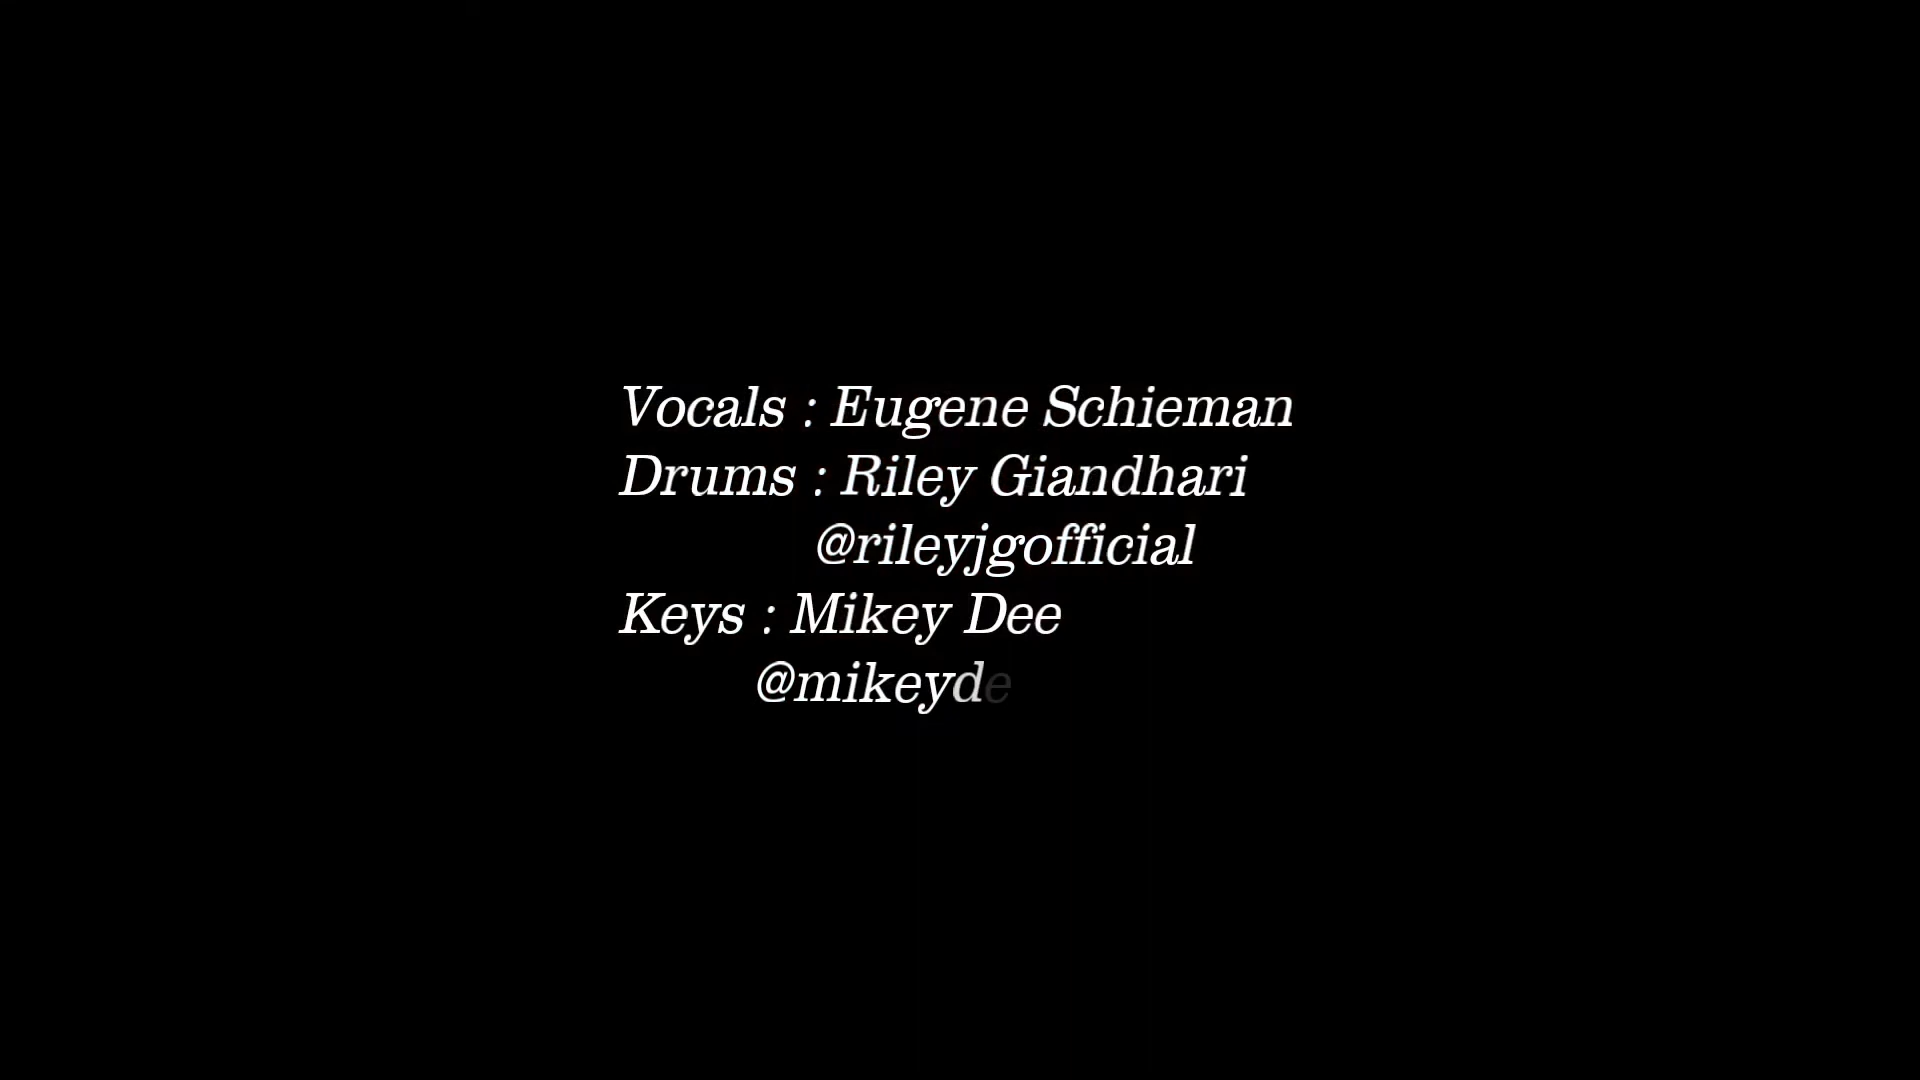 Vocals : Eugene Schieman
Drums : Riley Giandhari
@rileyjgofficial
Keys : Mikey Dee
@mikeyde